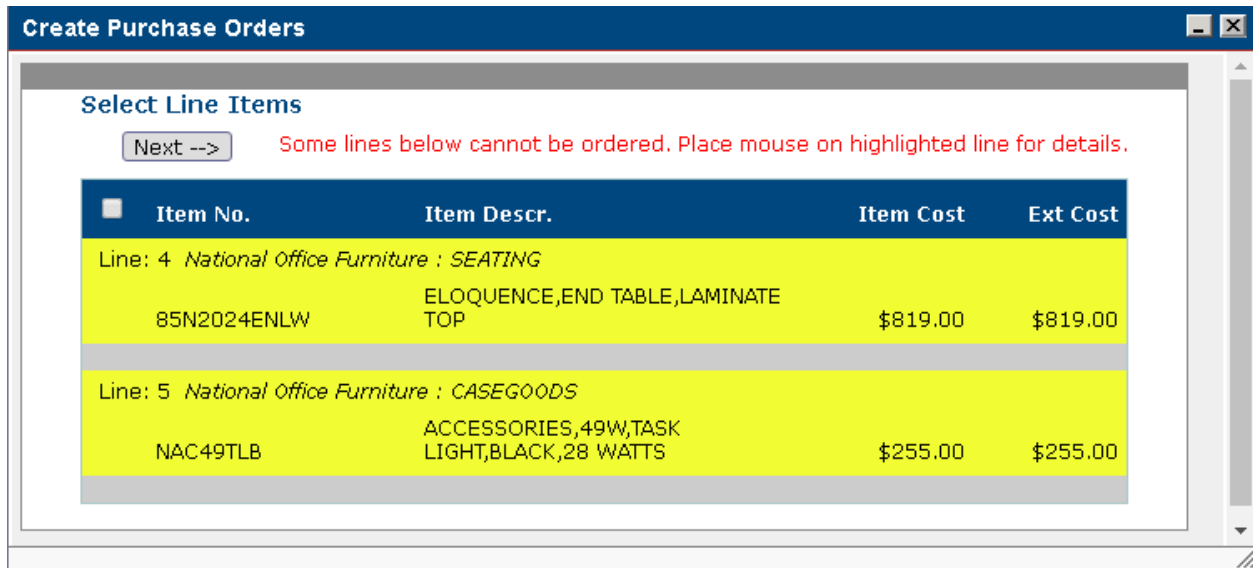 Create Purchase Orders
Select Line Items
Next --> Some lines below cannot be ordered. Place mouse on highlighted line for details.
Item No. Item Descr. Item Cost Ext Cost
Line: 4 National Office Furniture : SEATING
ELOQUENCE,END TABLE,LAMINATE
85N2024ENLW TOP $819.00 $819.00
Line: 5 National Office Furniture : CASEGOODS
ACCESSORIES,49W,TASK
NAC49TLB LIGHT,BLACK,28 WATTS $255.00 $255.00